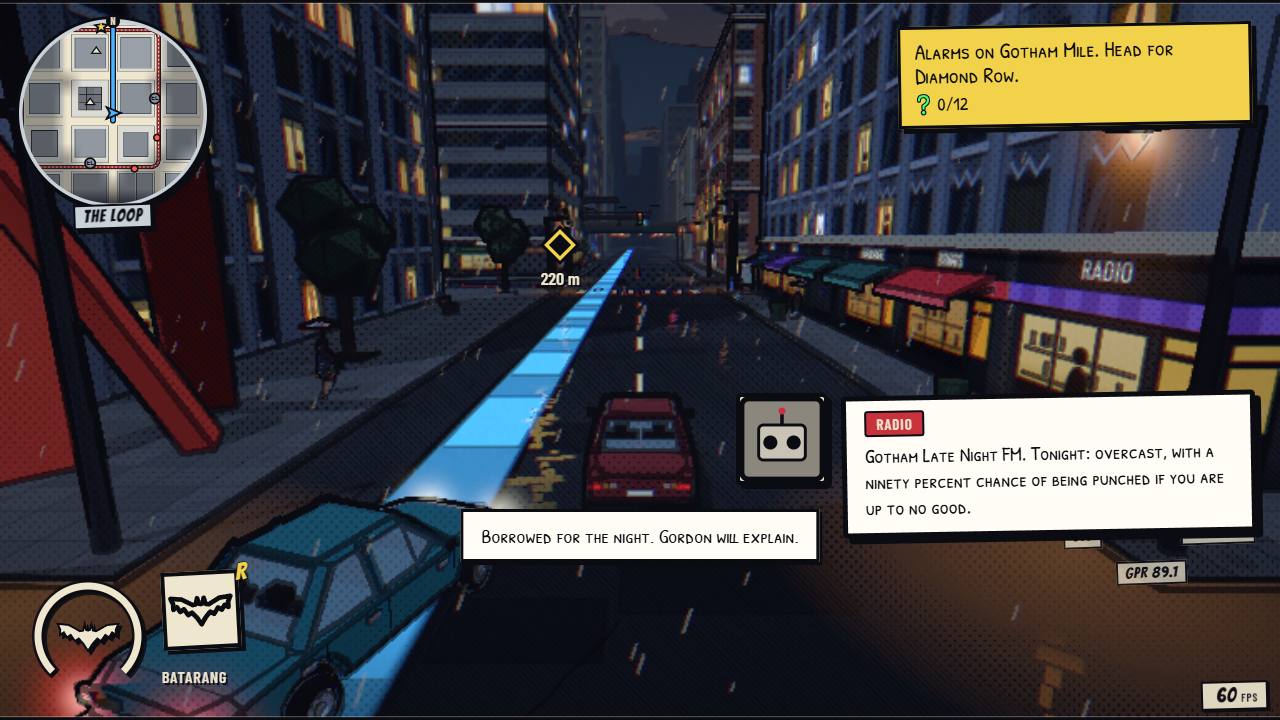 N
THE LOOP
ALARMS ON GOTHAM MILE. HEAD FOR
DIAMOND ROW.
? 0/12
220 m
RADIO
RADIO
GOTHAM LATE NIGHT FM. TONIGHT: OVERCAST, WITH A
NINETY PERCENT CHANCE OF BEING PUNCHED IF YOU ARE
UP TO NO GOOD.
BORROWED FOR THE NIGHT. GORDON WILL EXPLAIN.
GPR 89.1
R
BATARANG
60 FPS